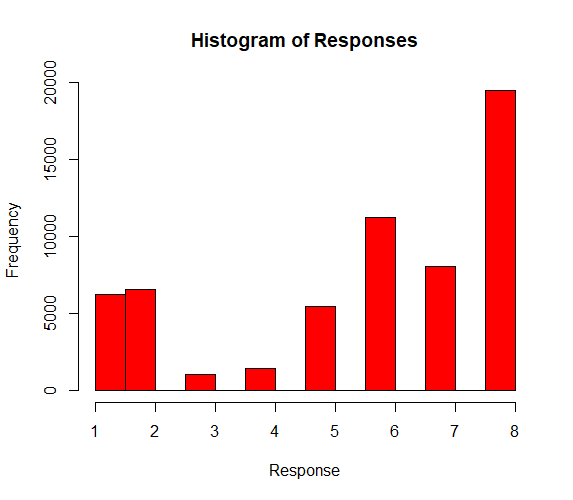 Histogram of Responses
Frequency
20000
15000
10000
5000
0
1 2 3 4 5 6 7 8
Response